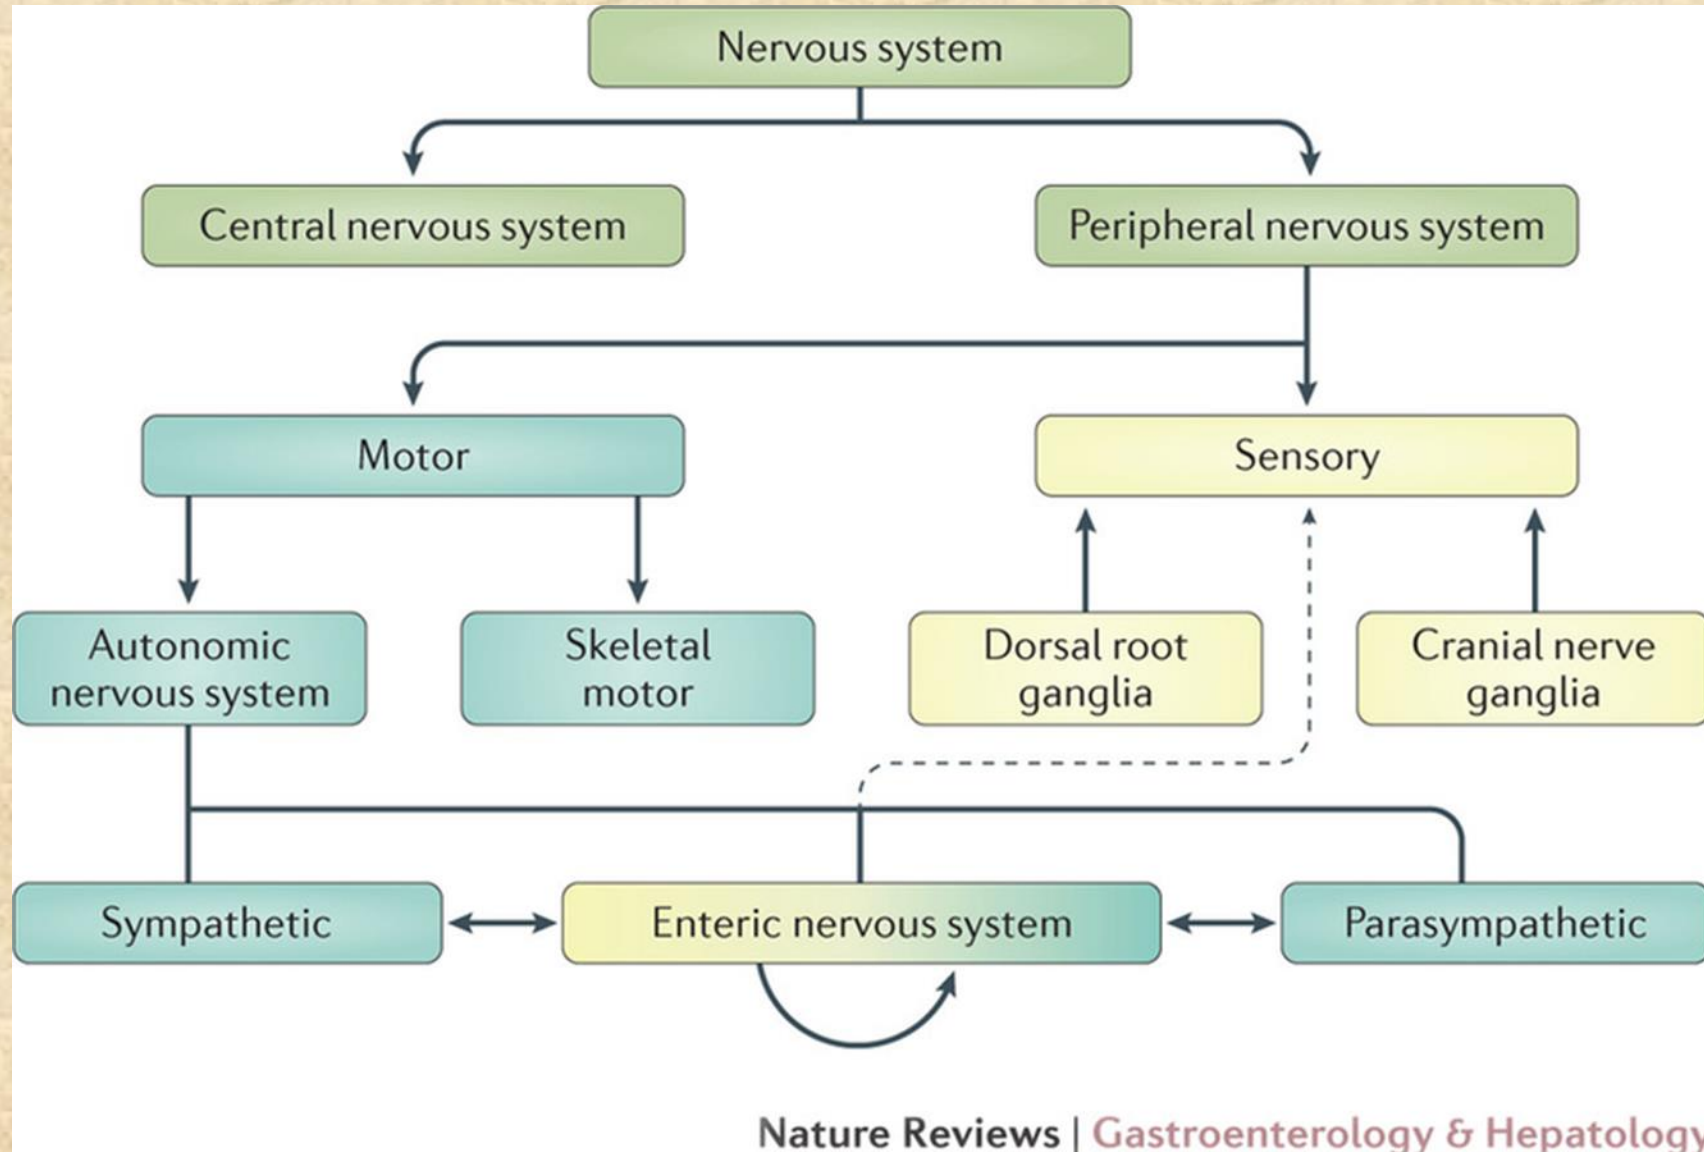 Nervous system
Central nervous system
Peripheral nervous system
Motor
Sensory
Autonomic
nervous system
Skeletal
motor
Dorsal root
ganglia
Cranial nerve
ganglia
Sympathetic
Enteric nervous system
Parasympathetic
Nature Reviews | Gastroenterology & Hepatology